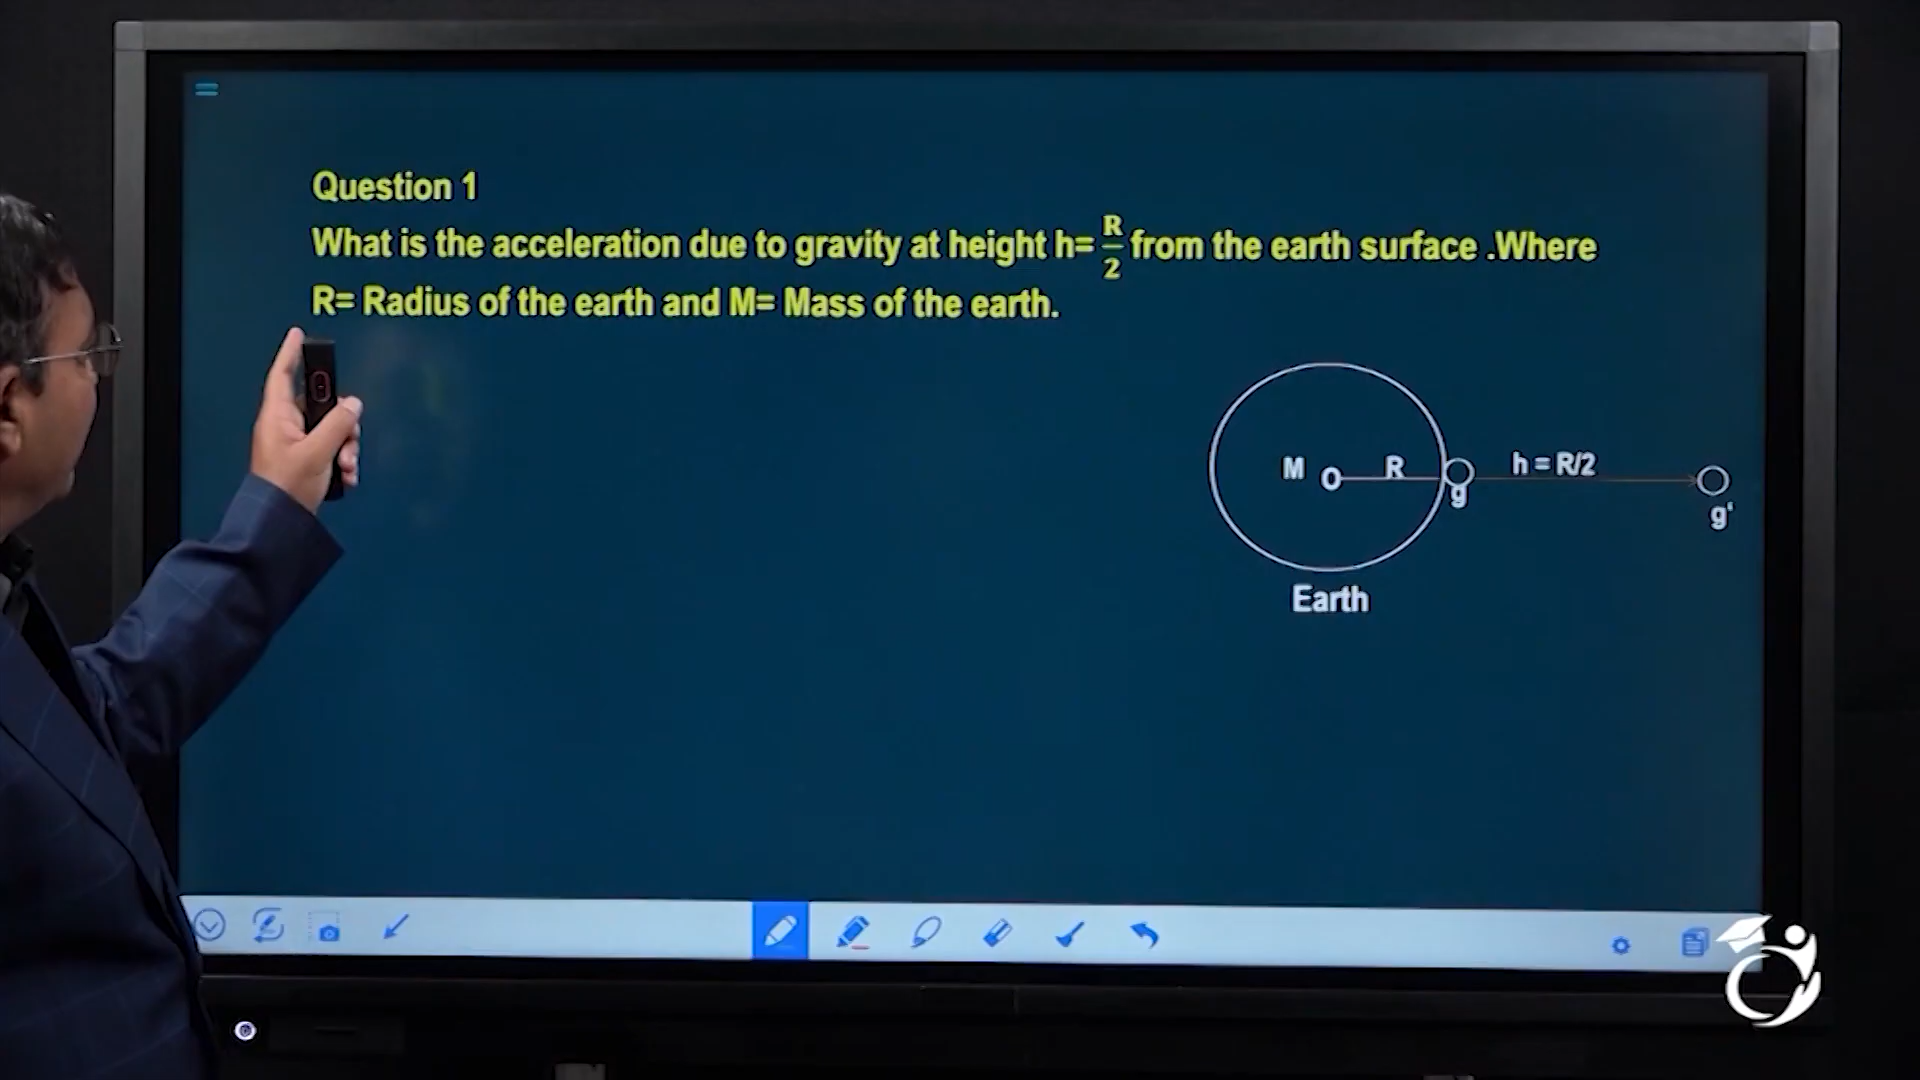 Question 1
What is the acceleration due to gravity at height h= R/2 from the earth surface .Where
R= Radius of the earth and M= Mass of the earth.
M O R g h = R/2 g'
Earth